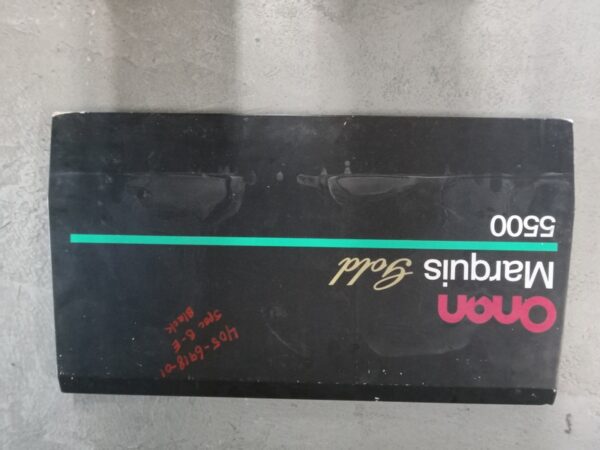 Onan
Marquis Gold
5500
405-6918-01
Spec B-E
Black